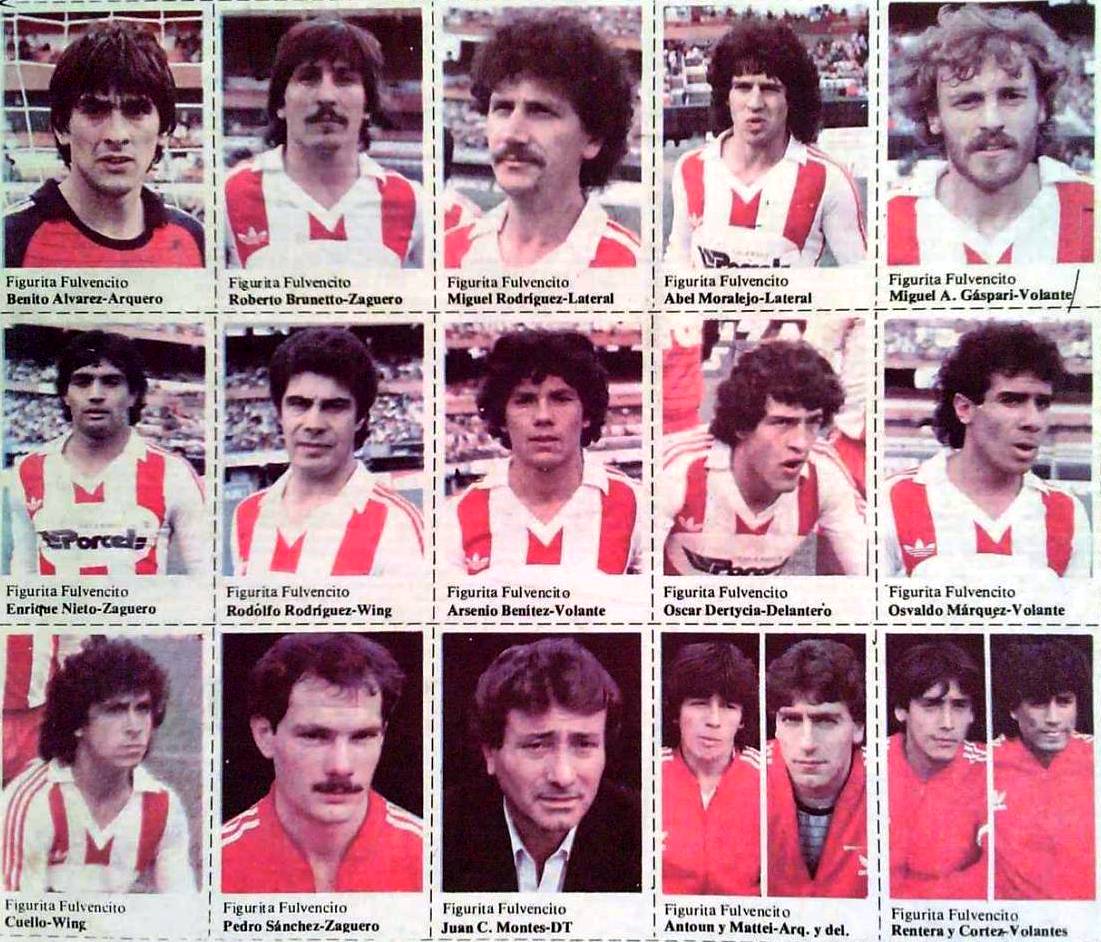 Figurita Fulvencito
Benito Alvarez-Arquero
Figurita Fulvencito
Roberto Brunetto-Zaguero
Figurita Fulvencito
Miguel Rodríguez-Lateral
Porcel
Figurita Fulvencito
Abel Moralejo-Lateral
Figurita Fulvencito
Miguel A. Gáspari-Volante
Porcel
Figurita Fulvencito
Enrique Nieto-Zaguero
Figurita Fulvencito
Rodólfo Rodríguez-Wing
Figurita Fulvencito
Arsenio Benítez-Volante
Porcel
Figurita Fulvencito
Oscar Dertycia-Delantero
Figurita Fulvencito
Osvaldo Márquez-Volante
Figurita Fulvencito
Cuello-Wing
Figurita Fulvencito
Pedro Sánchez-Zaguero
Figurita Fulvencito
Juan C. Montes-DT
Figurita Fulvencito
Antoun y Mattei-Arq. y del.
Figurita Fulvencito
Rentera y Cortez-Volantes